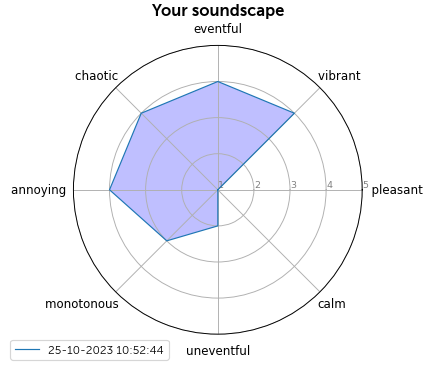 Your soundscape
eventful
chaotic
vibrant
annoying
1
2
3
4
5
pleasant
monotonous
calm
uneventful
25-10-2023 10:52:44